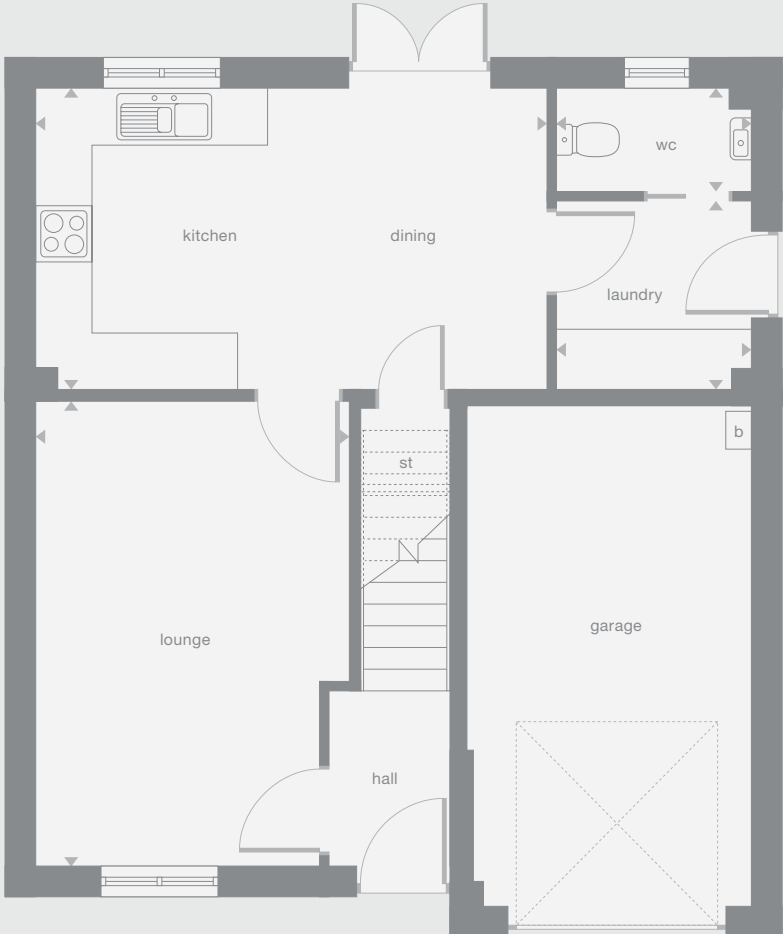 wc
kitchen
dining
laundry
b
st
garage
lounge
hall